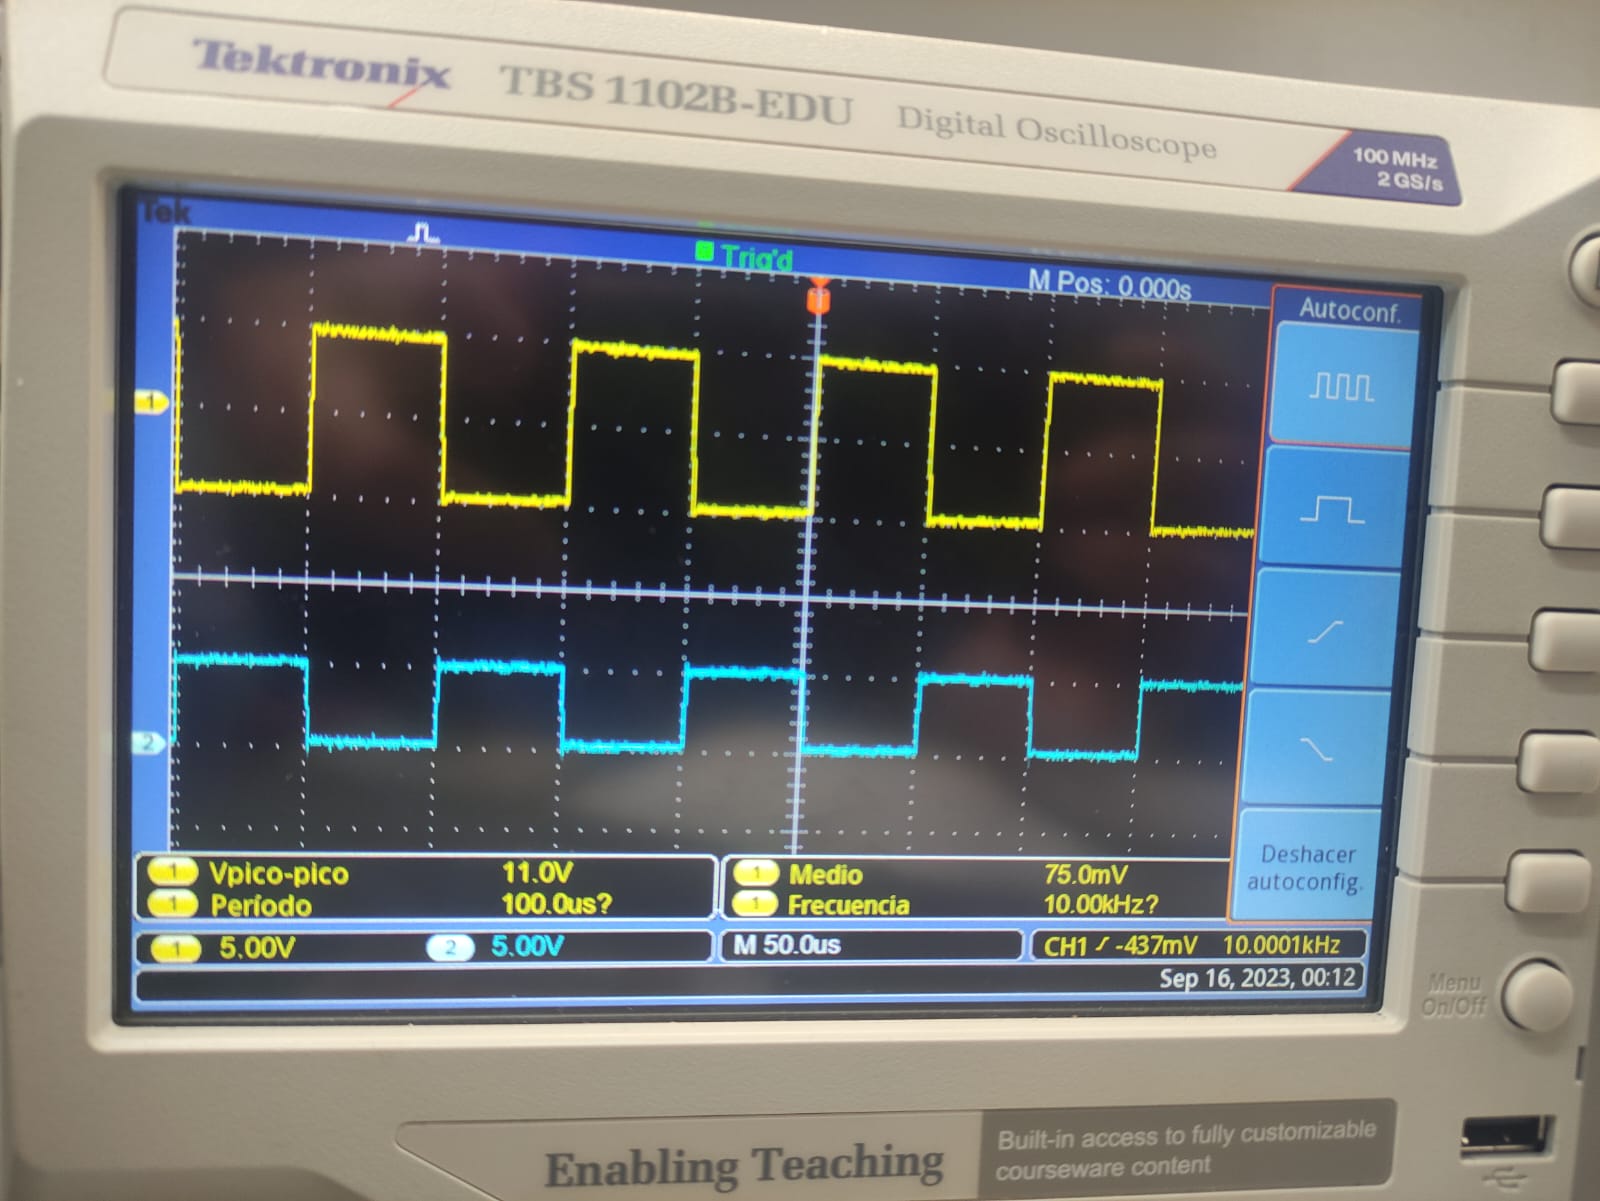 Tektronix TBS 1102B-EDU Digital Oscilloscope
100 MHz
2 GS/s
Tek
Trig'd
M Pos: 0.000s
Autoconf.
1
2
Deshacer
autoconfig.
1 Vpico-pico 11.0V
1 Medio 75.0mV
1 Período 100.0us?
1 Frecuencia 10.00kHz?
1 5.00V 2 5.00V M 50.0us CH1 -437mV 10.0001kHz
Sep 16, 2023, 00:12
Menu
On/Off
Enabling Teaching
Built-in access to fully customizable
courseware content